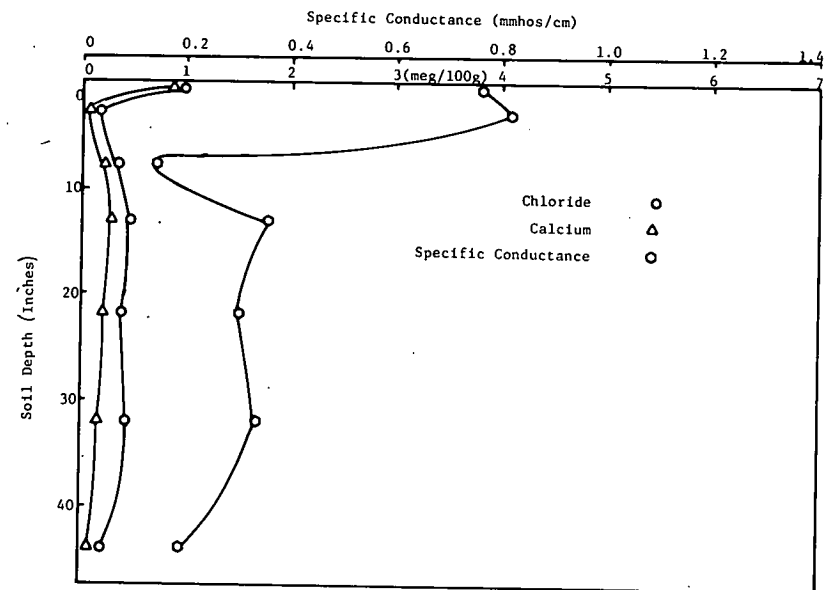 Specific Conductance (mmhos/cm)
0 0.2 0.4 0.6 0.8 1.0 1.2 1.4
0 1 2 3(meg/100g) 4 5 6 7
0
10
20
30
40
Soil Depth (Inches)
Chloride
Calcium
Specific Conductance